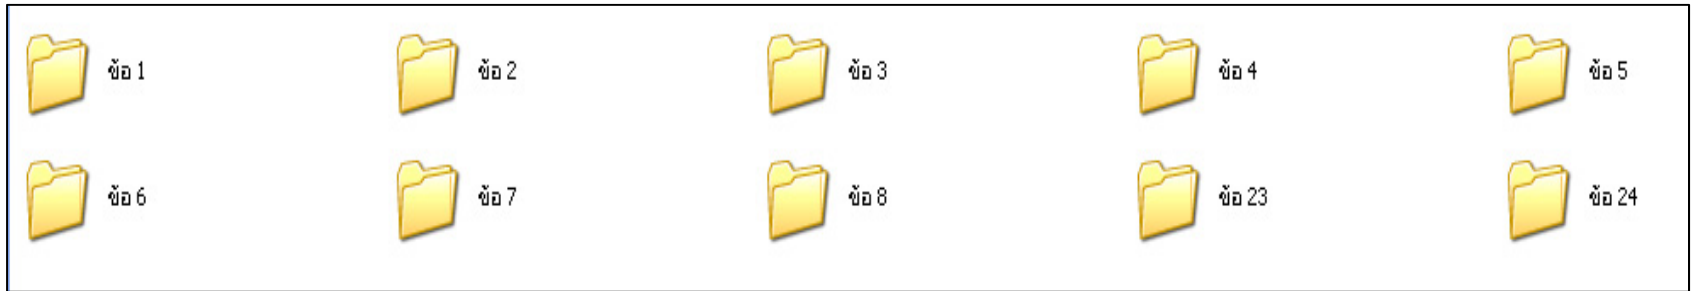 ข้อ 1 ข้อ 2 ข้อ 3 ข้อ 4 ข้อ 5
ข้อ 6 ข้อ 7 ข้อ 8 ข้อ 23 ข้อ 24